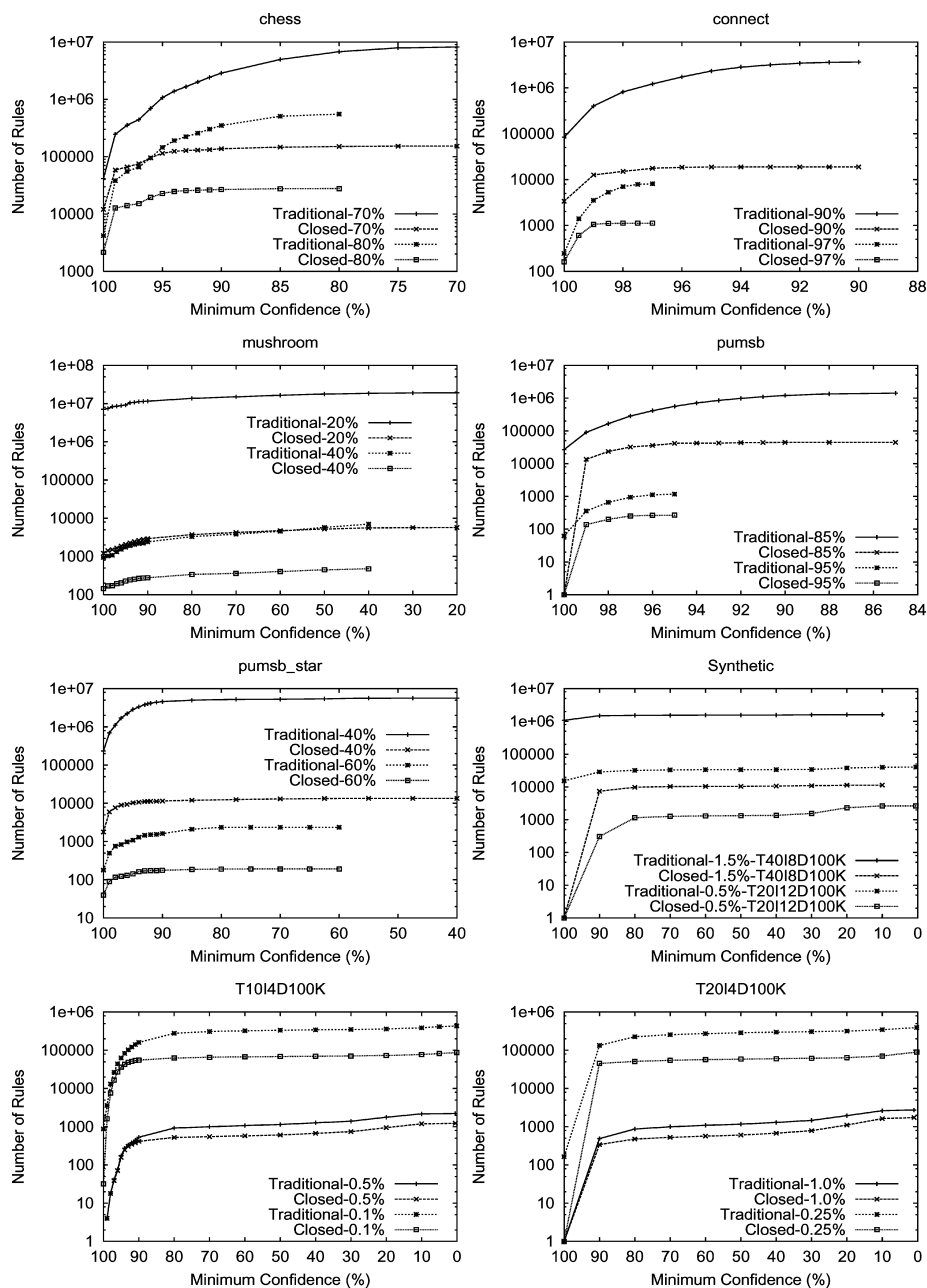 chess
Number of Rules
1e+07
1e+06
100000
10000
1000
Traditional-70%
Closed-70%
Traditional-80%
Closed-80%
100 95 90 85 80 75 70
Minimum Confidence (%)
connect
Number of Rules
1e+07
1e+06
100000
10000
1000
100
Traditional-90%
Closed-90%
Traditional-97%
Closed-97%
100 98 96 94 92 90 88
Minimum Confidence (%)
mushroom
Number of Rules
1e+08
1e+07
1e+06
100000
10000
1000
100
Traditional-20%
Closed-20%
Traditional-40%
Closed-40%
100 90 80 70 60 50 40 30 20
Minimum Confidence (%)
pumsb
Number of Rules
1e+07
1e+06
100000
10000
1000
100
10
1
Traditional-85%
Closed-85%
Traditional-95%
Closed-95%
100 98 96 94 92 90 88 86 84
Minimum Confidence (%)
pumsb_star
Number of Rules
1e+07
1e+06
100000
10000
1000
100
10
Traditional-40%
Closed-40%
Traditional-60%
Closed-60%
100 90 80 70 60 50 40
Minimum Confidence (%)
Synthetic
Number of Rules
1e+07
1e+06
100000
10000
1000
100
10
1
Traditional-1.5%-T40I8D100K
Closed-1.5%-T40I8D100K
Traditional-0.5%-T20I12D100K
Closed-0.5%-T20I12D100K
100 90 80 70 60 50 40 30 20 10 0
Minimum Confidence (%)
T10I4D100K
Number of Rules
1e+06
100000
10000
1000
100
10
1
Traditional-0.5%
Closed-0.5%
Traditional-0.1%
Closed-0.1%
100 90 80 70 60 50 40 30 20 10 0
Minimum Confidence (%)
T20I4D100K
Number of Rules
1e+06
100000
10000
1000
100
10
1
Traditional-1.0%
Closed-1.0%
Traditional-0.25%
Closed-0.25%
100 90 80 70 60 50 40 30 20 10 0
Minimum Confidence (%)